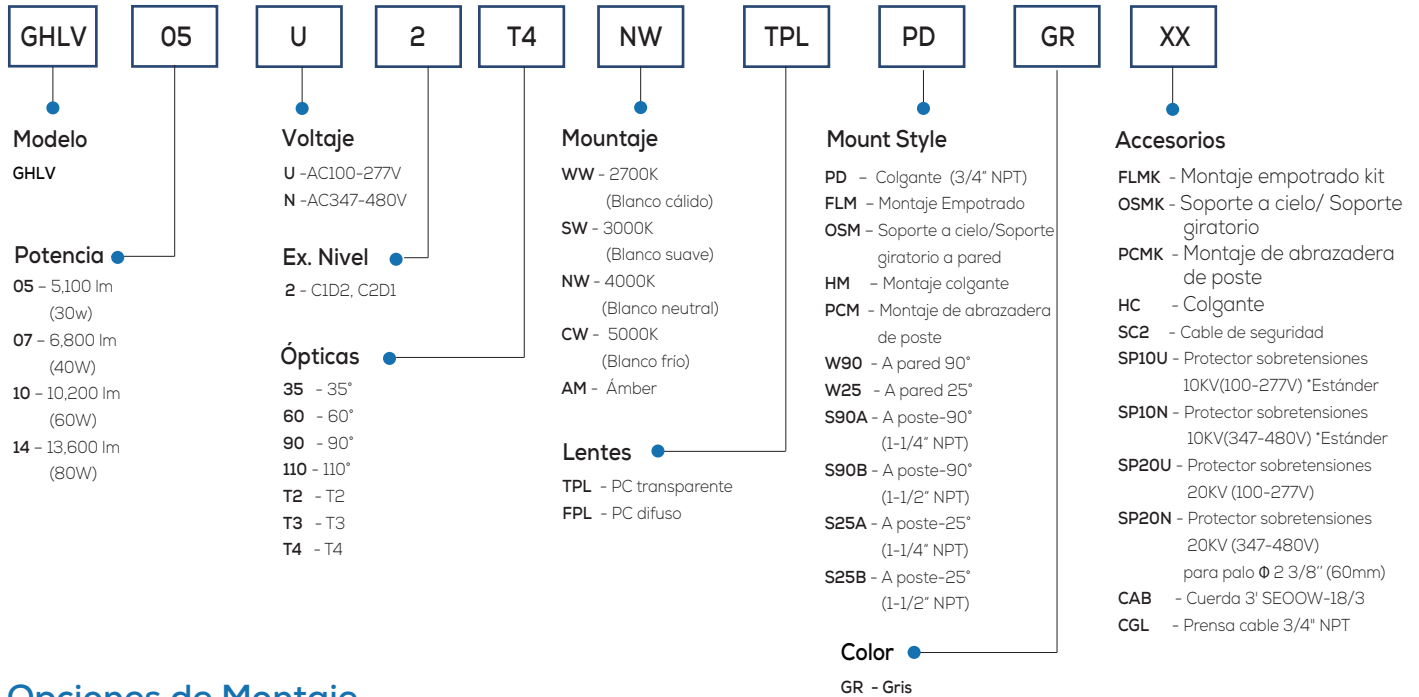 GHLV 05 U 2 T4 NW TPL PD GR XX
Modelo
GHLV
Potencia
05 – 5,100 lm
(30w)
07 – 6,800 lm
(40W)
10 – 10,200 lm
(60W)
14 – 13,600 lm
(80W)
Voltaje
U -AC100-277V
N -AC347-480V
Ex. Nivel
2 - C1D2, C2D1
Ópticas
35 - 35°
60 - 60°
90 - 90°
110 - 110°
T2 - T2
T3 - T3
T4 - T4
Mountaje
WW - 2700K
(Blanco cálido)
SW - 3000K
(Blanco suave)
NW - 4000K
(Blanco neutral)
CW - 5000K
(Blanco frío)
AM - Ámber
Lentes
TPL - PC transparente
FPL - PC difuso
Mount Style
PD – Colgante (3/4" NPT)
FLM – Montaje Empotrado
OSM – Soporte a cielo/Soporte
giratorio a pared
HM – Montaje colgante
PCM - Montaje de abrazadera
de poste
W90 - A pared 90°
W25 - A pared 25°
S90A - A poste-90°
(1-1/4" NPT)
S90B - A poste-90°
(1-1/2" NPT)
S25A - A poste-25°
(1-1/4" NPT)
S25B - A poste-25°
(1-1/2" NPT)
Color
GR - Gris
Accesorios
FLMK - Montaje empotrado kit
OSMK - Soporte a cielo/ Soporte
giratorio
PCMK - Montaje de abrazadera
de poste
HC - Colgante
SC2 - Cable de seguridad
SP10U - Protector sobretensiones
10KV(100-277V) *Estánder
SP10N - Protector sobretensiones
10KV(347-480V) *Estánder
SP20U - Protector sobretensiones
20KV (100-277V)
SP20N - Protector sobretensiones
20KV (347-480V)
para palo Φ 2 3/8'' (60mm)
CAB - Cuerda 3' SEOOW-18/3
CGL - Prensa cable 3/4" NPT
Opciones de Montaje